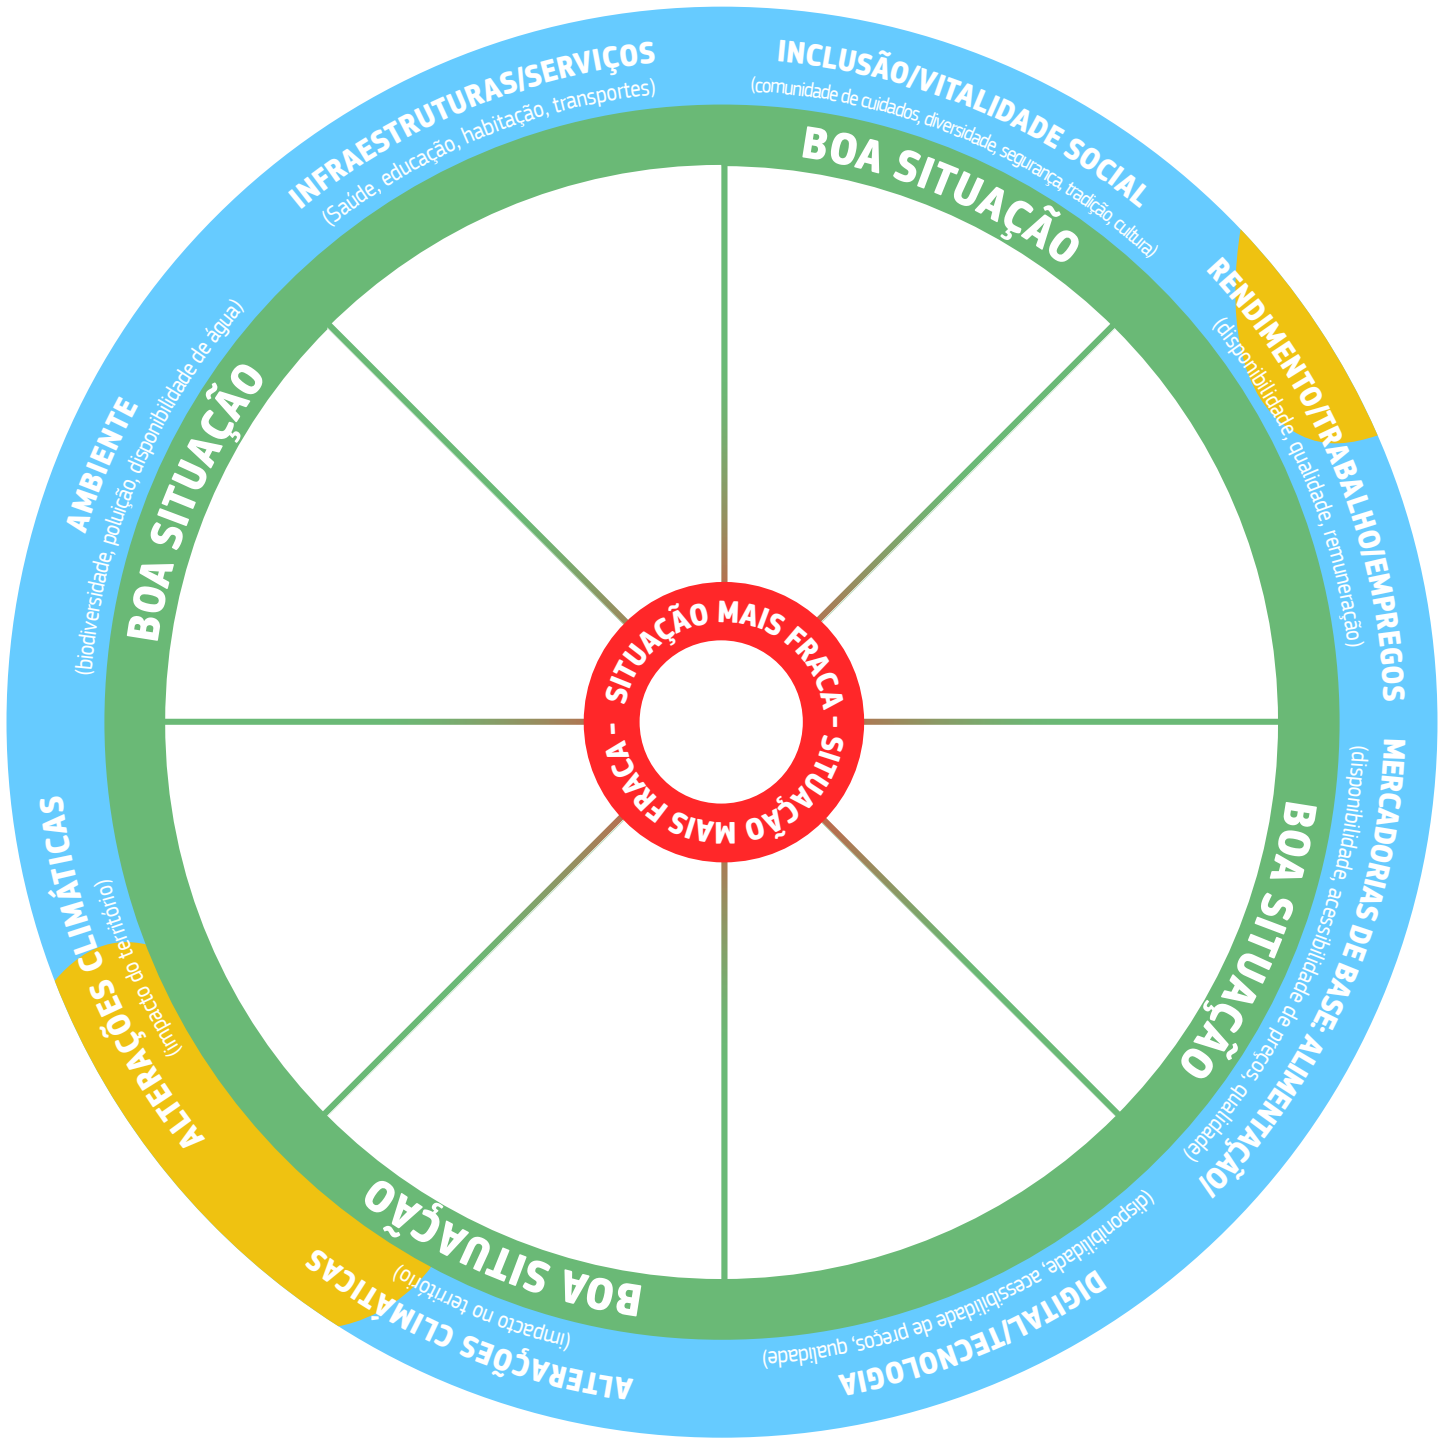 INFRAESTRUTURAS/SERVIÇOS
(Saúde, educação, habitação, transportes)
INCLUSÃO/VITALIDADE SOCIAL
(comunidade de cuidados, diversidade, segurança, tradição, cultura)
RENDIMENTO/TRABALHO/EMPREGOS
(disponibilidade, qualidade, remuneração)
MERCADORIAS DE BASE: ALIMENTAÇÃO/
(disponibilidade, acessibilidade de preços, qualidade)
DIGITAL/TECNOLOGIA
(disponibilidade, acessibilidade de preços, qualidade)
ALTERAÇÕES CLIMÁTICAS
(impacto no território)
ALTERAÇÕES CLIMÁTICAS
(impacto do território)
AMBIENTE
(biodiversidade, poluição, disponibilidade de água)
BOA SITUAÇÃO
BOA SITUAÇÃO
BOA SITUAÇÃO
BOA SITUAÇÃO
SITUAÇÃO MAIS FRACA - SITUAÇÃO MAIS FRACA -